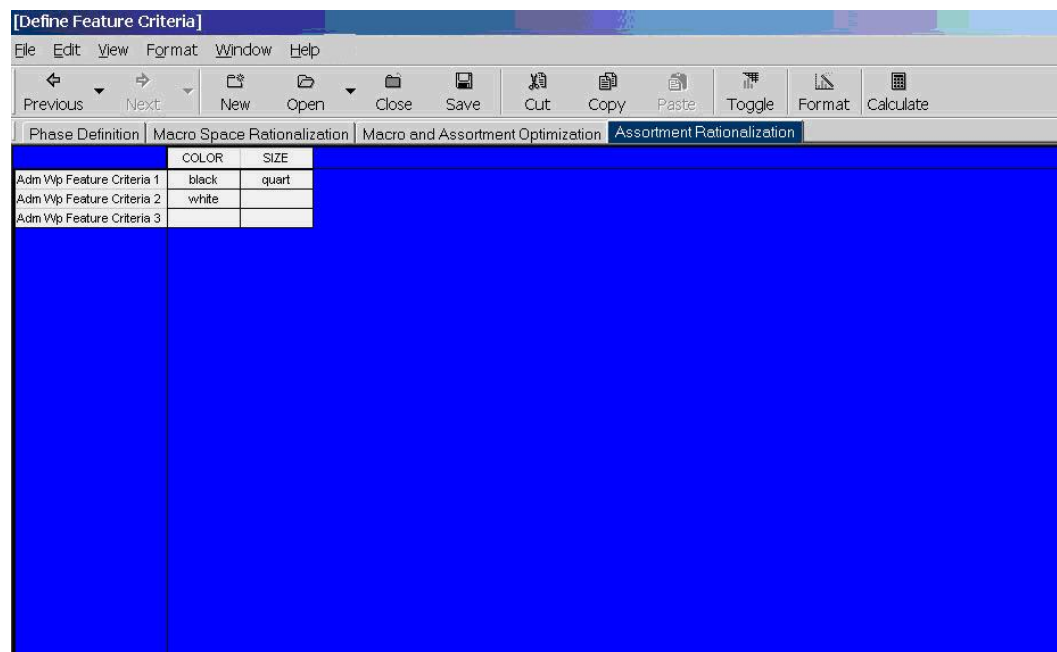 [Define Feature Criteria]
File Edit View Format Window Help
Previous Next New Open Close Save Cut Copy Paste Toggle Format Calculate
Phase Definition Macro Space Rationalization Macro and Assortment Optimization Assortment Rationalization
COLOR SIZE
Adm Wp Feature Criteria 1 black quart
Adm Wp Feature Criteria 2 white
Adm Wp Feature Criteria 3